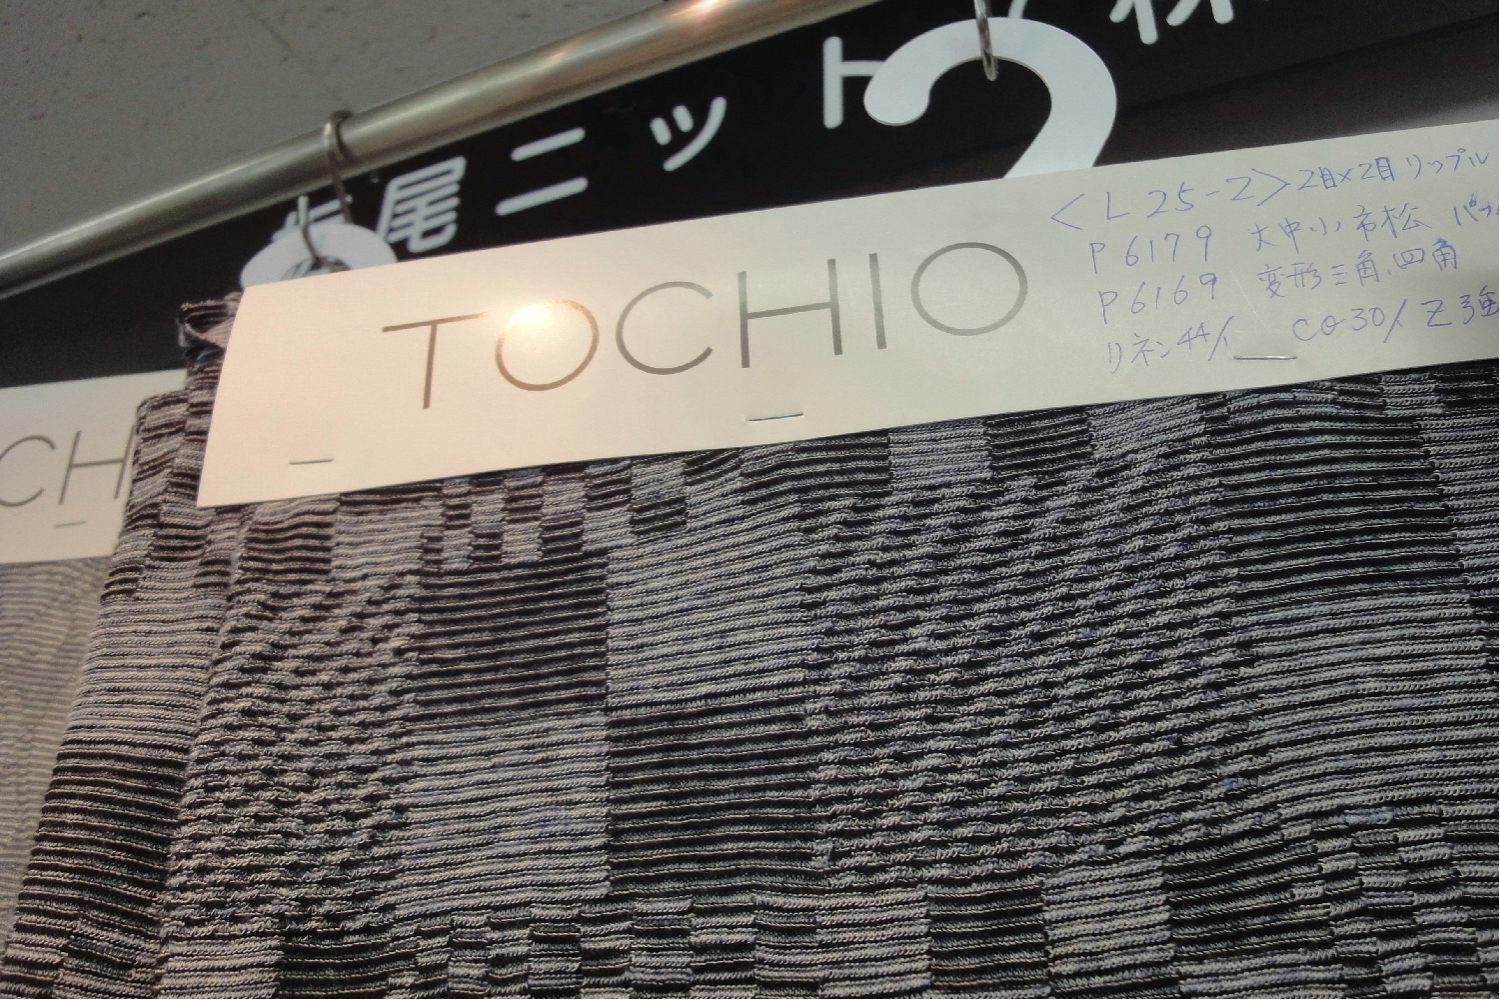 尾ニット
TOCHIO
<L 25-2> 2目×2目 リップル
P6179 大中小市松
P6169 変形三角、四角
リネン44/1 CO30/ Z強
CH